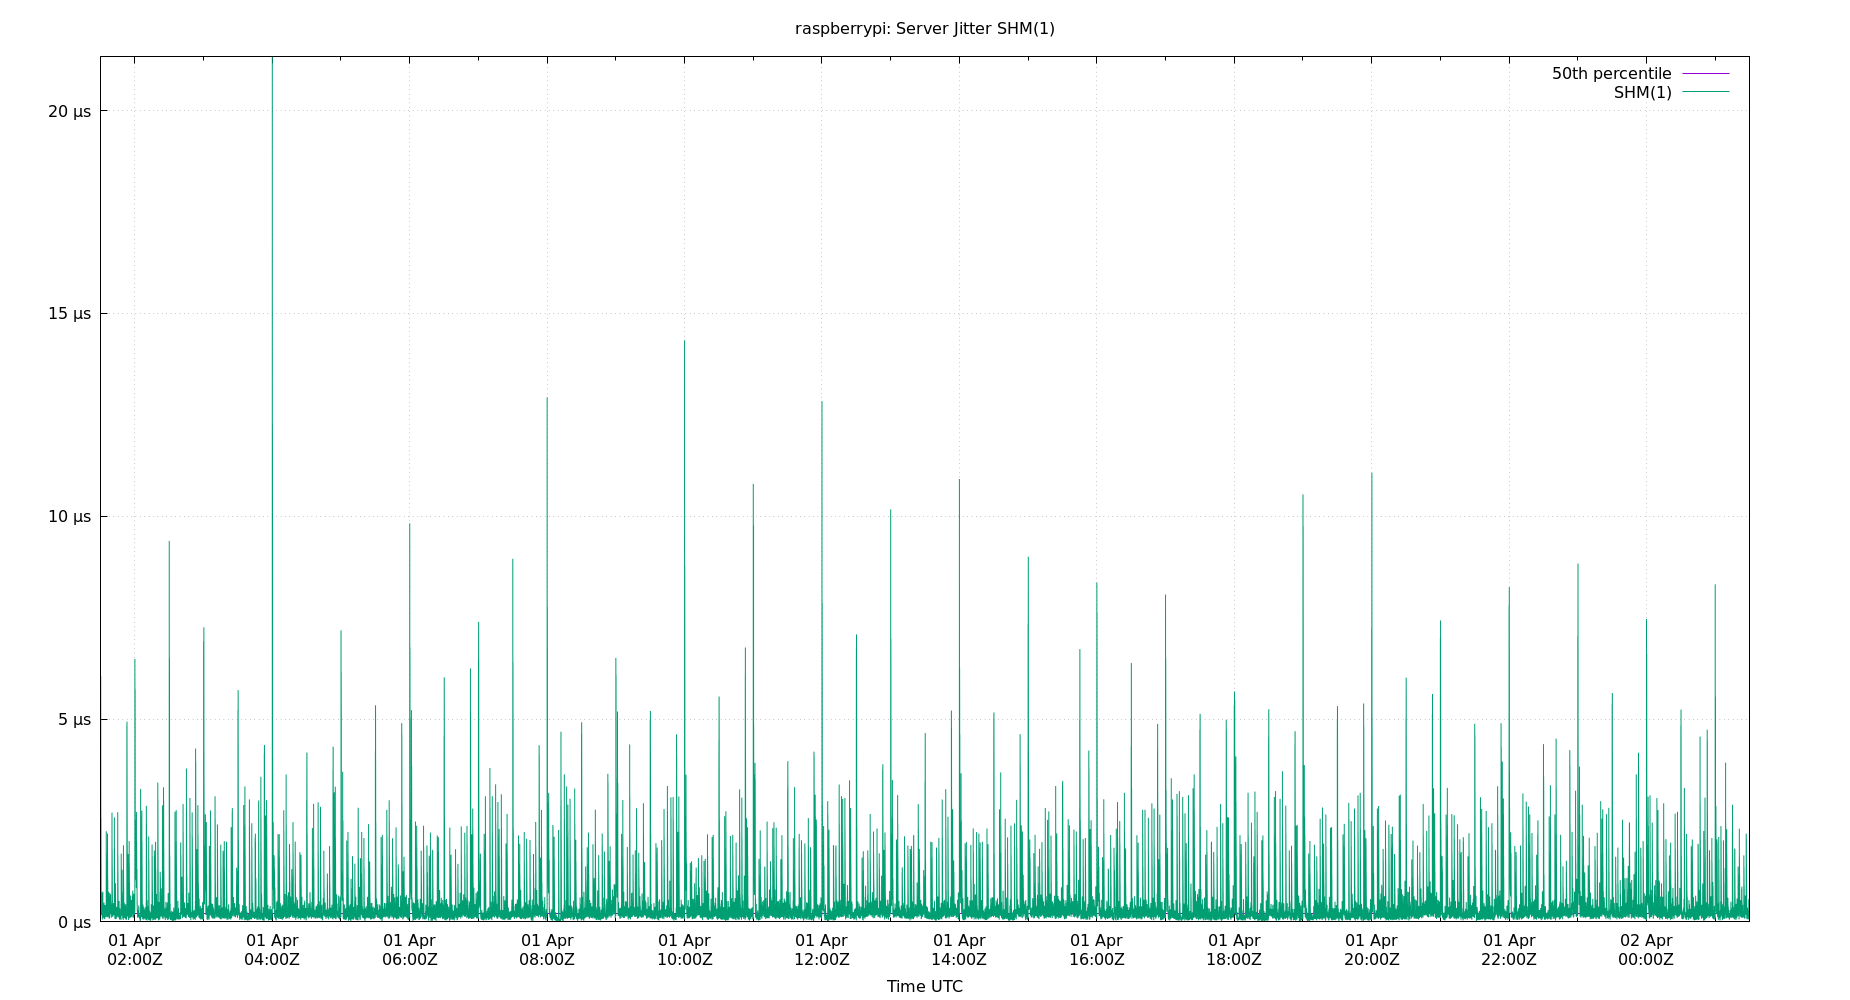 raspberrypi: Server Jitter SHM(1)
50th percentile
SHM(1)
20 µs
15 µs
10 µs
5 µs
0 µs
01 Apr 01 Apr 01 Apr 01 Apr 01 Apr 01 Apr 01 Apr 01 Apr 01 Apr 01 Apr 01 Apr 02 Apr
02:00Z 04:00Z 06:00Z 08:00Z 10:00Z 12:00Z 14:00Z 16:00Z 18:00Z 20:00Z 22:00Z 00:00Z
Time UTC